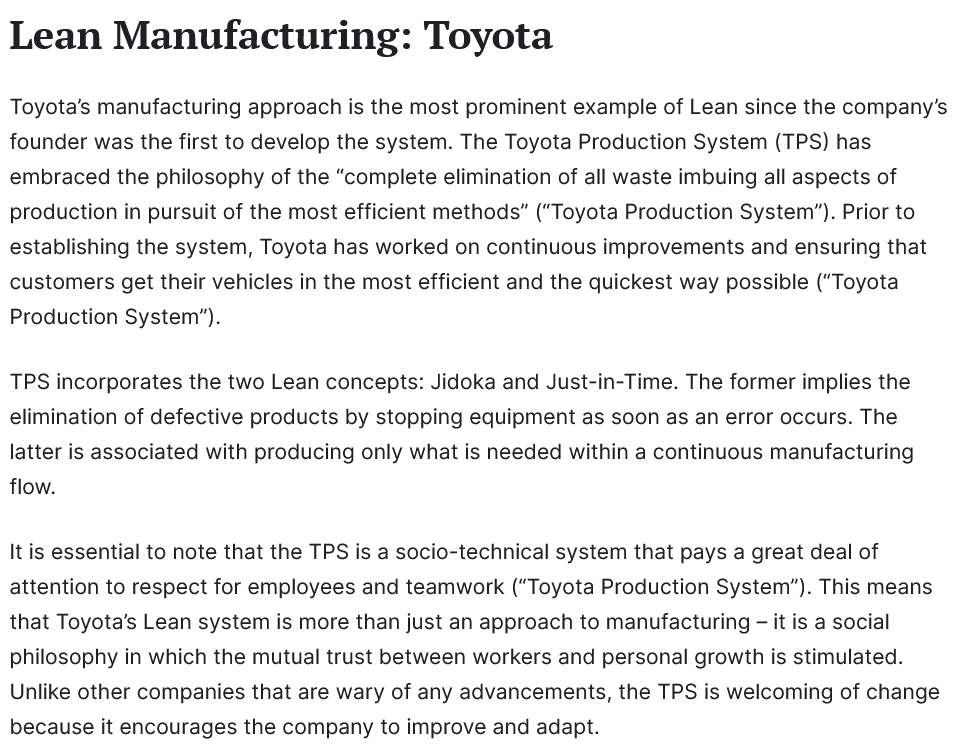 Lean Manufacturing: Toyota
Toyota’s manufacturing approach is the most prominent example of Lean since the company’s
founder was the first to develop the system. The Toyota Production System (TPS) has
embraced the philosophy of the “complete elimination of all waste imbuing all aspects of
production in pursuit of the most efficient methods” (“Toyota Production System”). Prior to
establishing the system, Toyota has worked on continuous improvements and ensuring that
customers get their vehicles in the most efficient and the quickest way possible (“Toyota
Production System”).
TPS incorporates the two Lean concepts: Jidoka and Just-in-Time. The former implies the
elimination of defective products by stopping equipment as soon as an error occurs. The
latter is associated with producing only what is needed within a continuous manufacturing
flow.
It is essential to note that the TPS is a socio-technical system that pays a great deal of
attention to respect for employees and teamwork (“Toyota Production System”). This means
that Toyota’s Lean system is more than just an approach to manufacturing – it is a social
philosophy in which the mutual trust between workers and personal growth is stimulated.
Unlike other companies that are wary of any advancements, the TPS is welcoming of change
because it encourages the company to improve and adapt.